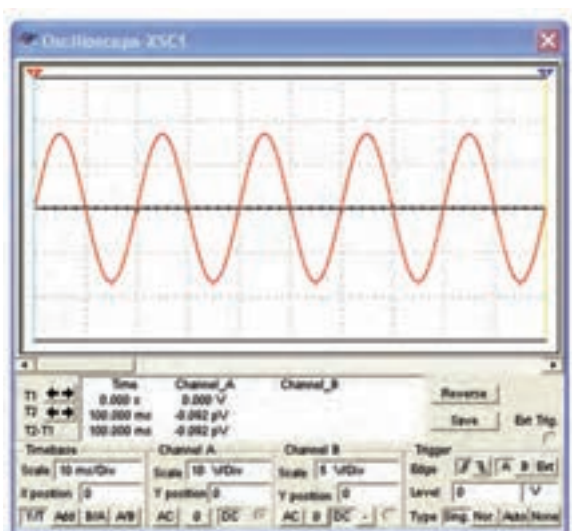 Oscilloscope-XSC1
Time Channel_A Channel_B
T1 0.000 s 0.000 V
T2 100.000 ms -0.092 pV
T2-T1 100.000 ms -0.092 pV
Reverse
Save
Ext Trig.
Timebase
Scale 10 ms/Div
X position 0
Y/T Add B/A A/B
Channel A
Scale 10 V/Div
Y position 0
AC 0 DC
Channel B
Scale 5 V/Div
Y position 0
AC 0 DC -
Trigger
Edge A B Ext
Level 0 V
Type Sing. Nor. Auto None